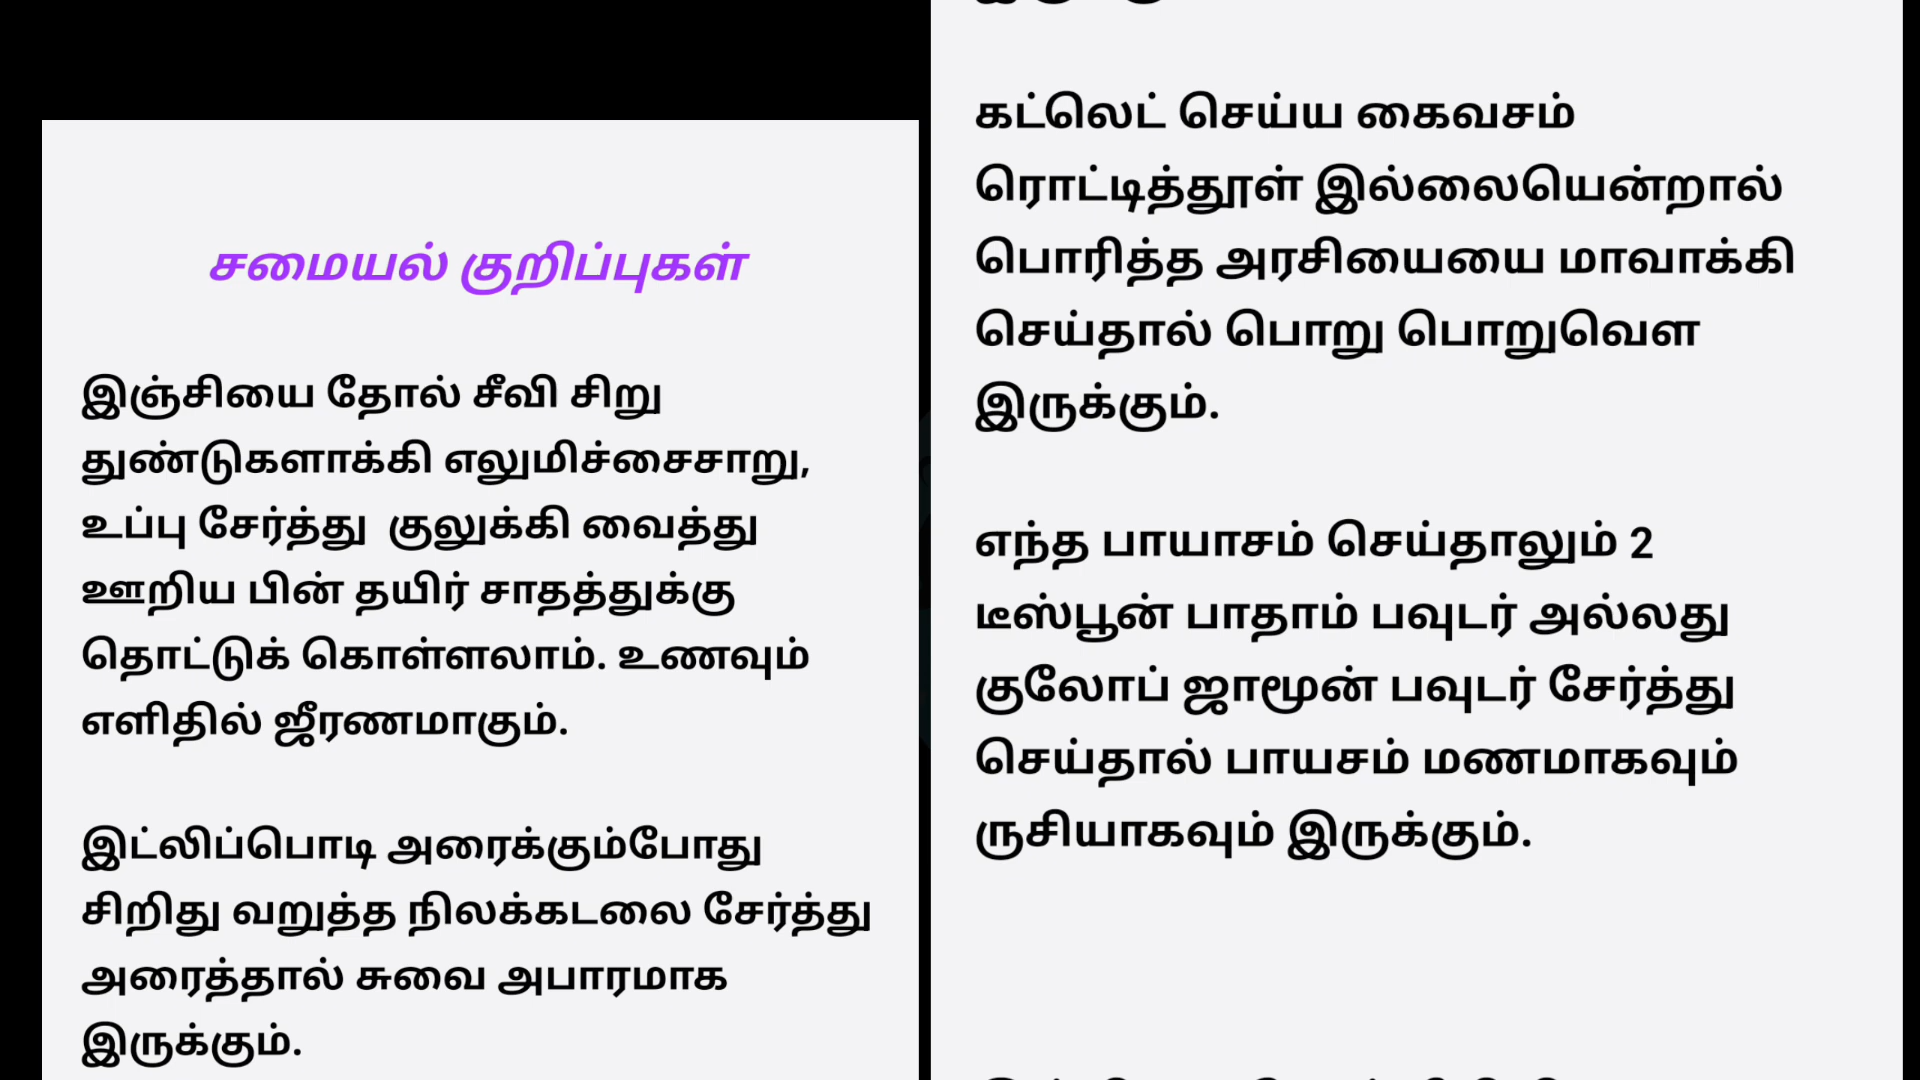 சமையல் குறிப்புகள்
இஞ்சியை தோல் சீவி சிறு
துண்டுகளாக்கி எலுமிச்சைசாறு,
உப்பு சேர்த்து குலுக்கி வைத்து
ஊறிய பின் தயிர் சாதத்துக்கு
தொட்டுக் கொள்ளலாம். உணவும்
எளிதில் ஜீரணமாகும்.
இட்லிப்பொடி அரைக்கும்போது
சிறிது வறுத்த நிலக்கடலை சேர்த்து
அரைத்தால் சுவை அபாரமாக
இருக்கும்.
கட்லெட் செய்ய கைவசம்
ரொட்டித்தூள் இல்லையென்றால்
பொரித்த அரசியையை மாவாக்கி
செய்தால் பொறு பொறுவெள
இருக்கும்.
எந்த பாயாசம் செய்தாலும் 2
டீஸ்பூன் பாதாம் பவுடர் அல்லது
குலோப் ஜாமூன் பவுடர் சேர்த்து
செய்தால் பாயசம் மணமாகவும்
ருசியாகவும் இருக்கும்.